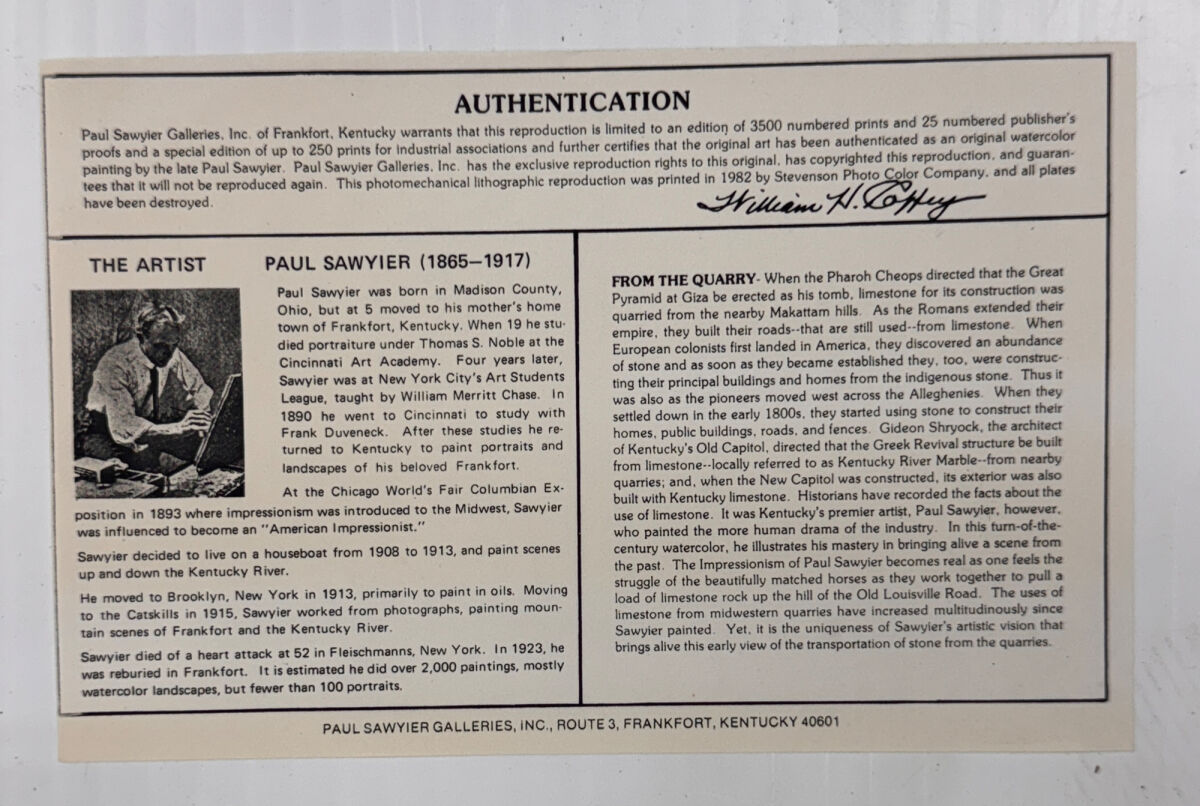 AUTHENTICATION
Paul Sawyier Galleries, Inc. of Frankfort, Kentucky warrants that this reproduction is limited to an edition of 3500 numbered prints and 25 numbered publisher's
proofs and a special edition of up to 250 prints for industrial associations and further certifies that the original art has been authenticated as an original watercolor
painting by the late Paul Sawyier. Paul Sawyier Galleries, Inc. has the exclusive reproduction rights to this original, has copyrighted this reproduction, and guaran-
tees that it will not be reproduced again. This photomechanical lithographic reproduction was printed in 1982 by Stevenson Photo Color Company, and all plates
have been destroyed.
William H. Coffey
THE ARTIST
PAUL SAWYIER (1865–1917)
Paul Sawyier was born in Madison County,
Ohio, but at 5 moved to his mother's home
town of Frankfort, Kentucky. When 19 he stu-
died portraiture under Thomas S. Noble at the
Cincinnati Art Academy. Four years later,
Sawyier was at New York City's Art Students
League, taught by William Merritt Chase. In
1890 he went to Cincinnati to study with
Frank Duveneck. After these studies he re-
turned to Kentucky to paint portraits and
landscapes of his beloved Frankfort.
At the Chicago World's Fair Columbian Ex-
position in 1893 where impressionism was introduced to the Midwest, Sawyier
was influenced to become an "American Impressionist."
Sawyier decided to live on a houseboat from 1908 to 1913, and paint scenes
up and down the Kentucky River.
He moved to Brooklyn, New York in 1913, primarily to paint in oils. Moving
to the Catskills in 1915, Sawyier worked from photographs, painting moun-
tain scenes of Frankfort and the Kentucky River.
Sawyier died of a heart attack at 52 in Fleischmanns, New York. In 1923, he
was reburied in Frankfort. It is estimated he did over 2,000 paintings, mostly
watercolor landscapes, but fewer than 100 portraits.
FROM THE QUARRY- When the Pharoh Cheops directed that the Great
Pyramid at Giza be erected as his tomb, limestone for its construction was
quarried from the nearby Makattam hills. As the Romans extended their
empire, they built their roads--that are still used--from limestone. When
European colonists first landed in America, they discovered an abundance
of stone and as soon as they became established they, too, were construc-
ting their principal buildings and homes from the indigenous stone. Thus it
was also as the pioneers moved west across the Alleghenies. When they
settled down in the early 1800s, they started using stone to construct their
homes, public buildings, roads, and fences. Gideon Shryock, the architect
of Kentucky's Old Capitol, directed that the Greek Revival structure be built
from limestone--locally referred to as Kentucky River Marble--from nearby
quarries; and, when the New Capitol was constructed, its exterior was also
built with Kentucky limestone. Historians have recorded the facts about the
use of limestone. It was Kentucky's premier artist, Paul Sawyier, however,
who painted the more human drama of the industry. In this turn-of-the-
century watercolor, he illustrates his mastery in bringing alive a scene from
the past. The Impressionism of Paul Sawyier becomes real as one feels the
struggle of the beautifully matched horses as they work together to pull a
load of limestone rock up the hill of the Old Louisville Road. The uses of
limestone from midwestern quarries have increased multitudinously since
Sawyier painted. Yet, it is the uniqueness of Sawyier's artistic vision that
brings alive this early view of the transportation of stone from the quarries.
PAUL SAWYIER GALLERIES, INC., ROUTE 3, FRANKFORT, KENTUCKY 40601